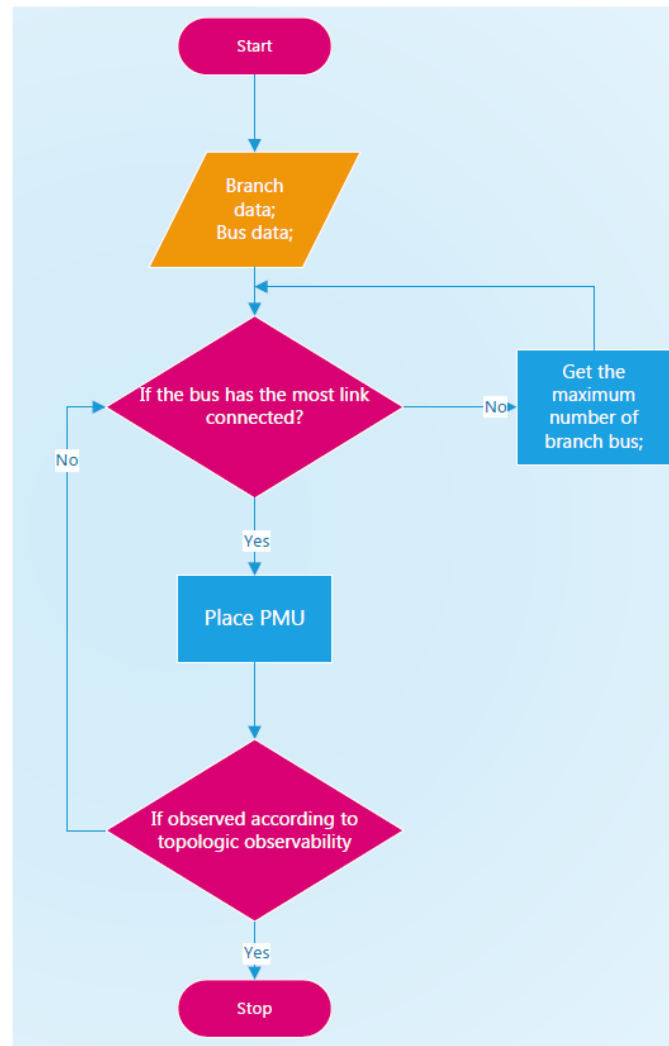 Start
Branch
data;
Bus data;
If the bus has the most link
connected?
No
Get the
maximum
number of
branch bus;
No
Yes
Place PMU
If observed according to
topologic observability
Yes
Stop